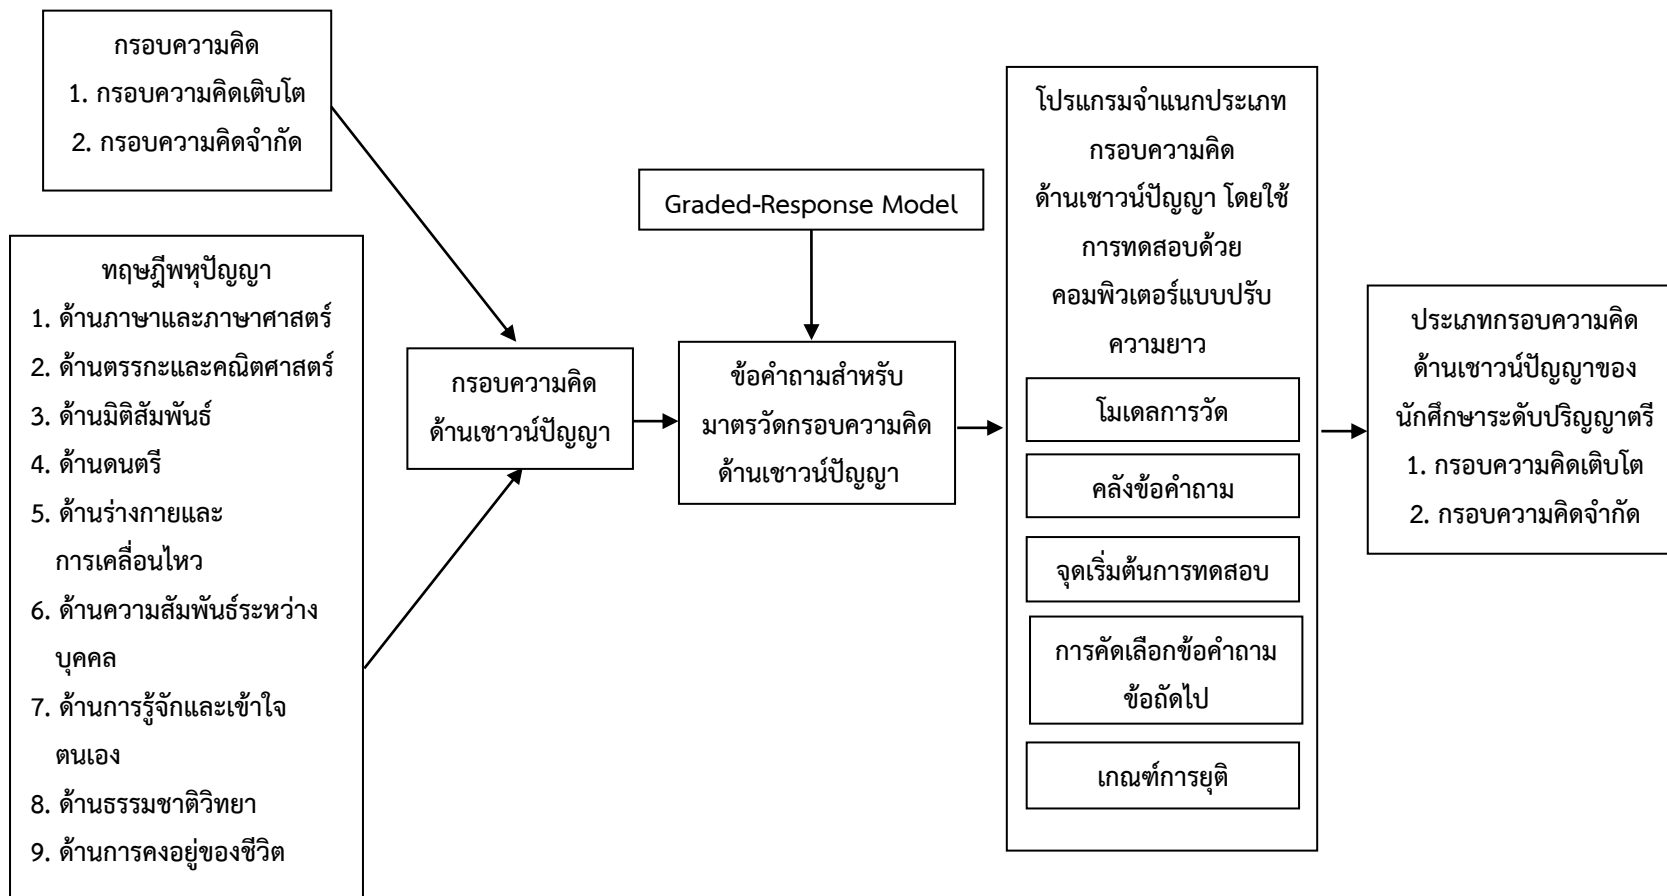 กรอบความคิด
1. กรอบความคิดเติบโต
2. กรอบความคิดจำกัด
ทฤษฎีพหุปัญญา
1. ด้านภาษาและภาษาศาสตร์
2. ด้านตรรกะและคณิตศาสตร์
3. ด้านมิติสัมพันธ์
4. ด้านดนตรี
5. ด้านร่างกายและ
การเคลื่อนไหว
6. ด้านความสัมพันธ์ระหว่าง
บุคคล
7. ด้านการรู้จักและเข้าใจ
ตนเอง
8. ด้านธรรมชาติวิทยา
9. ด้านการคงอยู่ของชีวิต
กรอบความคิด
ด้านเชาวน์ปัญญา
Graded-Response Model
ข้อคำถามสำหรับ
มาตรวัดกรอบความคิด
ด้านเชาวน์ปัญญา
โปรแกรมจำแนกประเภท
กรอบความคิด
ด้านเชาวน์ปัญญา โดยใช้
การทดสอบด้วย
คอมพิวเตอร์แบบปรับ
ความยาว
โมเดลการวัด
คลังข้อคำถาม
จุดเริ่มต้นการทดสอบ
การคัดเลือกข้อคำถาม
ข้อถัดไป
เกณฑ์การยุติ
ประเภทกรอบความคิด
ด้านเชาวน์ปัญญาของ
นักศึกษาระดับปริญญาตรี
1. กรอบความคิดเติบโต
2. กรอบความคิดจำกัด